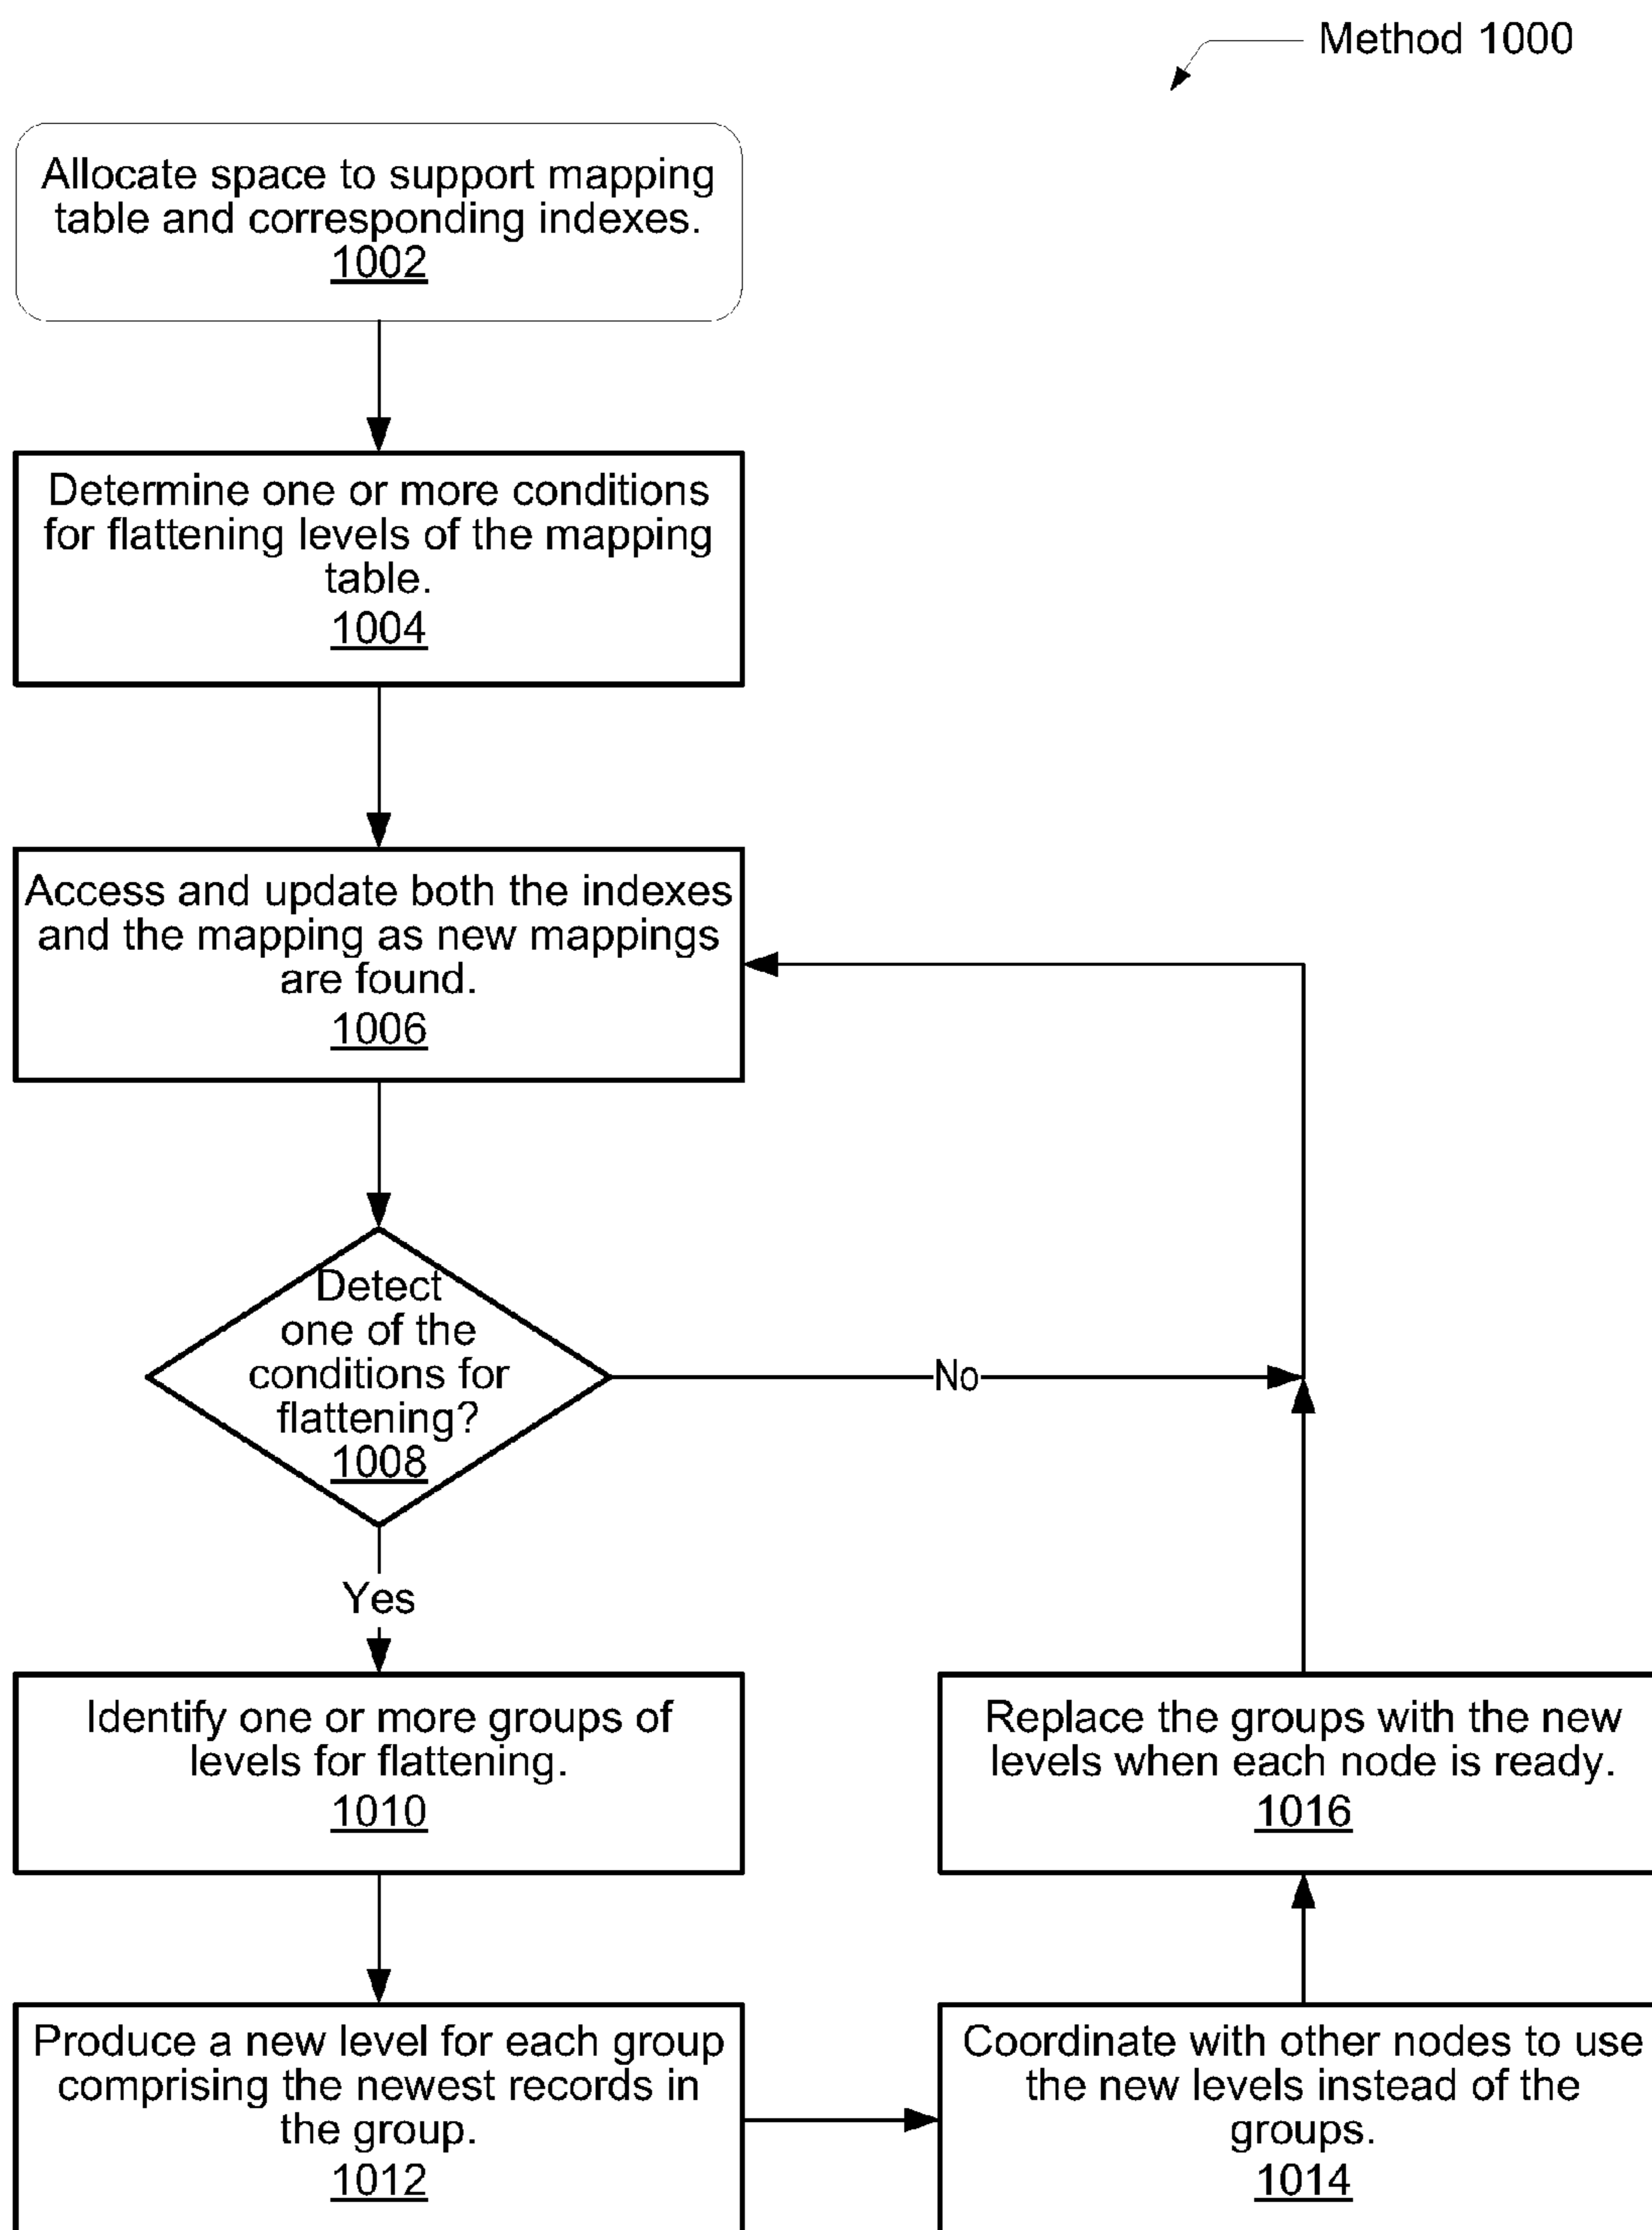 Method 1000
Allocate space to support mapping
table and corresponding indexes.
1002
Determine one or more conditions
for flattening levels of the mapping
table.
1004
Access and update both the indexes
and the mapping as new mappings
are found.
1006
Detect
one of the
conditions for
flattening?
1008
No
Yes
Identify one or more groups of
levels for flattening.
1010
Replace the groups with the new
levels when each node is ready.
1016
Produce a new level for each group
comprising the newest records in
the group.
1012
Coordinate with other nodes to use
the new levels instead of the
groups.
1014